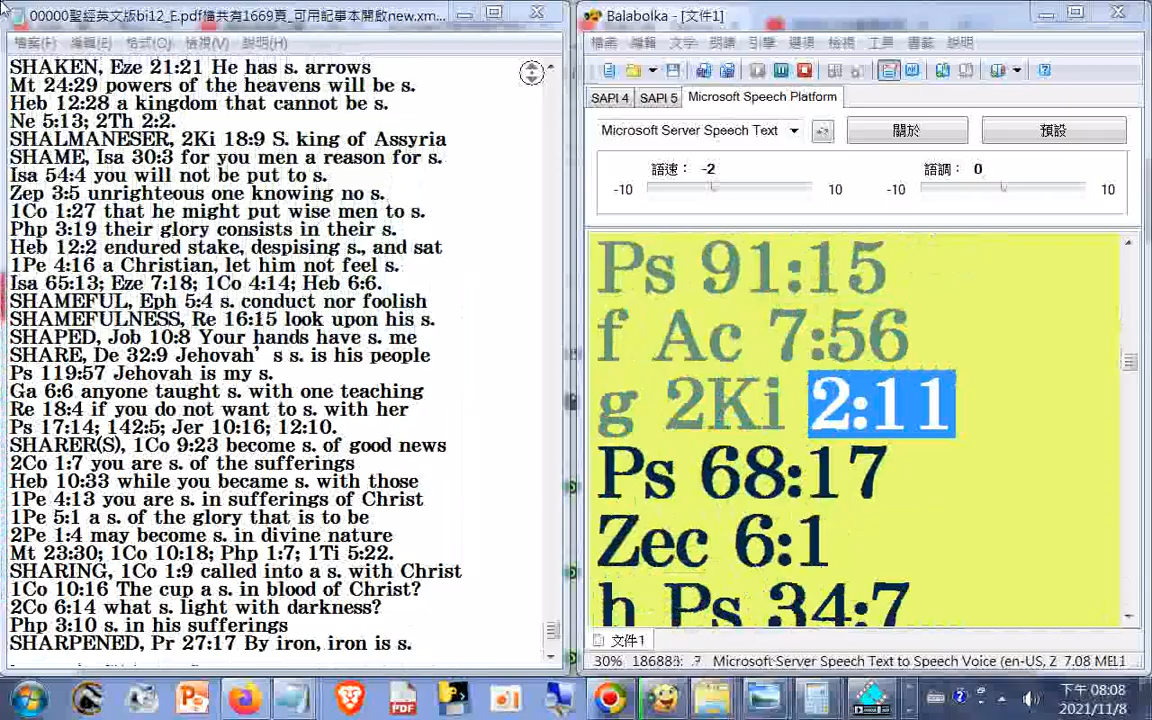 00000聖經英文版bi12_E.pdf檔共有1669頁_可用記事本開啟new.xm...
檔案(F) 編輯(E) 格式(O) 檢視(V) 說明(H)
SHAKEN, Eze 21:21 He has s. arrows
Mt 24:29 powers of the heavens will be s.
Heb 12:28 a kingdom that cannot be s.
Ne 5:13; 2Th 2:2.
SHALMANESER, 2Ki 18:9 S. king of Assyria
SHAME, Isa 30:3 for you men a reason for s.
Isa 54:4 you will not be put to s.
Zep 3:5 unrighteous one knowing no s.
1Co 1:27 that he might put wise men to s.
Php 3:19 their glory consists in their s.
Heb 12:2 endured stake, despising s., and sat
1Pe 4:16 a Christian, let him not feel s.
Isa 65:13; Eze 7:18; 1Co 4:14; Heb 6:6.
SHAMEFUL, Eph 5:4 s. conduct nor foolish
SHAMEFULNESS, Re 16:15 look upon his s.
SHAPED, Job 10:8 Your hands have s. me
SHARE, De 32:9 Jehovah’s s. is his people
Ps 119:57 Jehovah is my s.
Ga 6:6 anyone taught s. with one teaching
Re 18:4 if you do not want to s. with her
Ps 17:14; 142:5; Jer 10:16; 12:10.
SHARER(S), 1Co 9:23 become s. of good news
2Co 1:7 you are s. of the sufferings
Heb 10:33 while you became s. with those
1Pe 4:13 you are s. in sufferings of Christ
1Pe 5:1 a s. of the glory that is to be
2Pe 1:4 may become s. in divine nature
Mt 23:30; 1Co 10:18; Php 1:7; 1Ti 5:22.
SHARING, 1Co 1:9 called into a s. with Christ
1Co 10:16 The cup a s. in blood of Christ?
2Co 6:14 what s. light with darkness?
Php 3:10 s. in his sufferings
SHARPENED, Pr 27:17 By iron, iron is s.
Balabolka - [文件1]
檔案 編輯 文字 朗讀 引擎 選項 檢視 工具 書籤 說明
SAPI 4 SAPI 5 Microsoft Speech Platform
Microsoft Server Speech Text 關於 預設
語速: -2 語調: 0
-10 10 -10 10
Ps 91:15
f Ac 7:56
g 2Ki 2:11
Ps 68:17
Zec 6:1
h Ps 34:7
文件1
30% Microsoft Server Speech Text to Speech Voice (en-US, Z 7.08
PDF
下午 08:08
2021/11/8